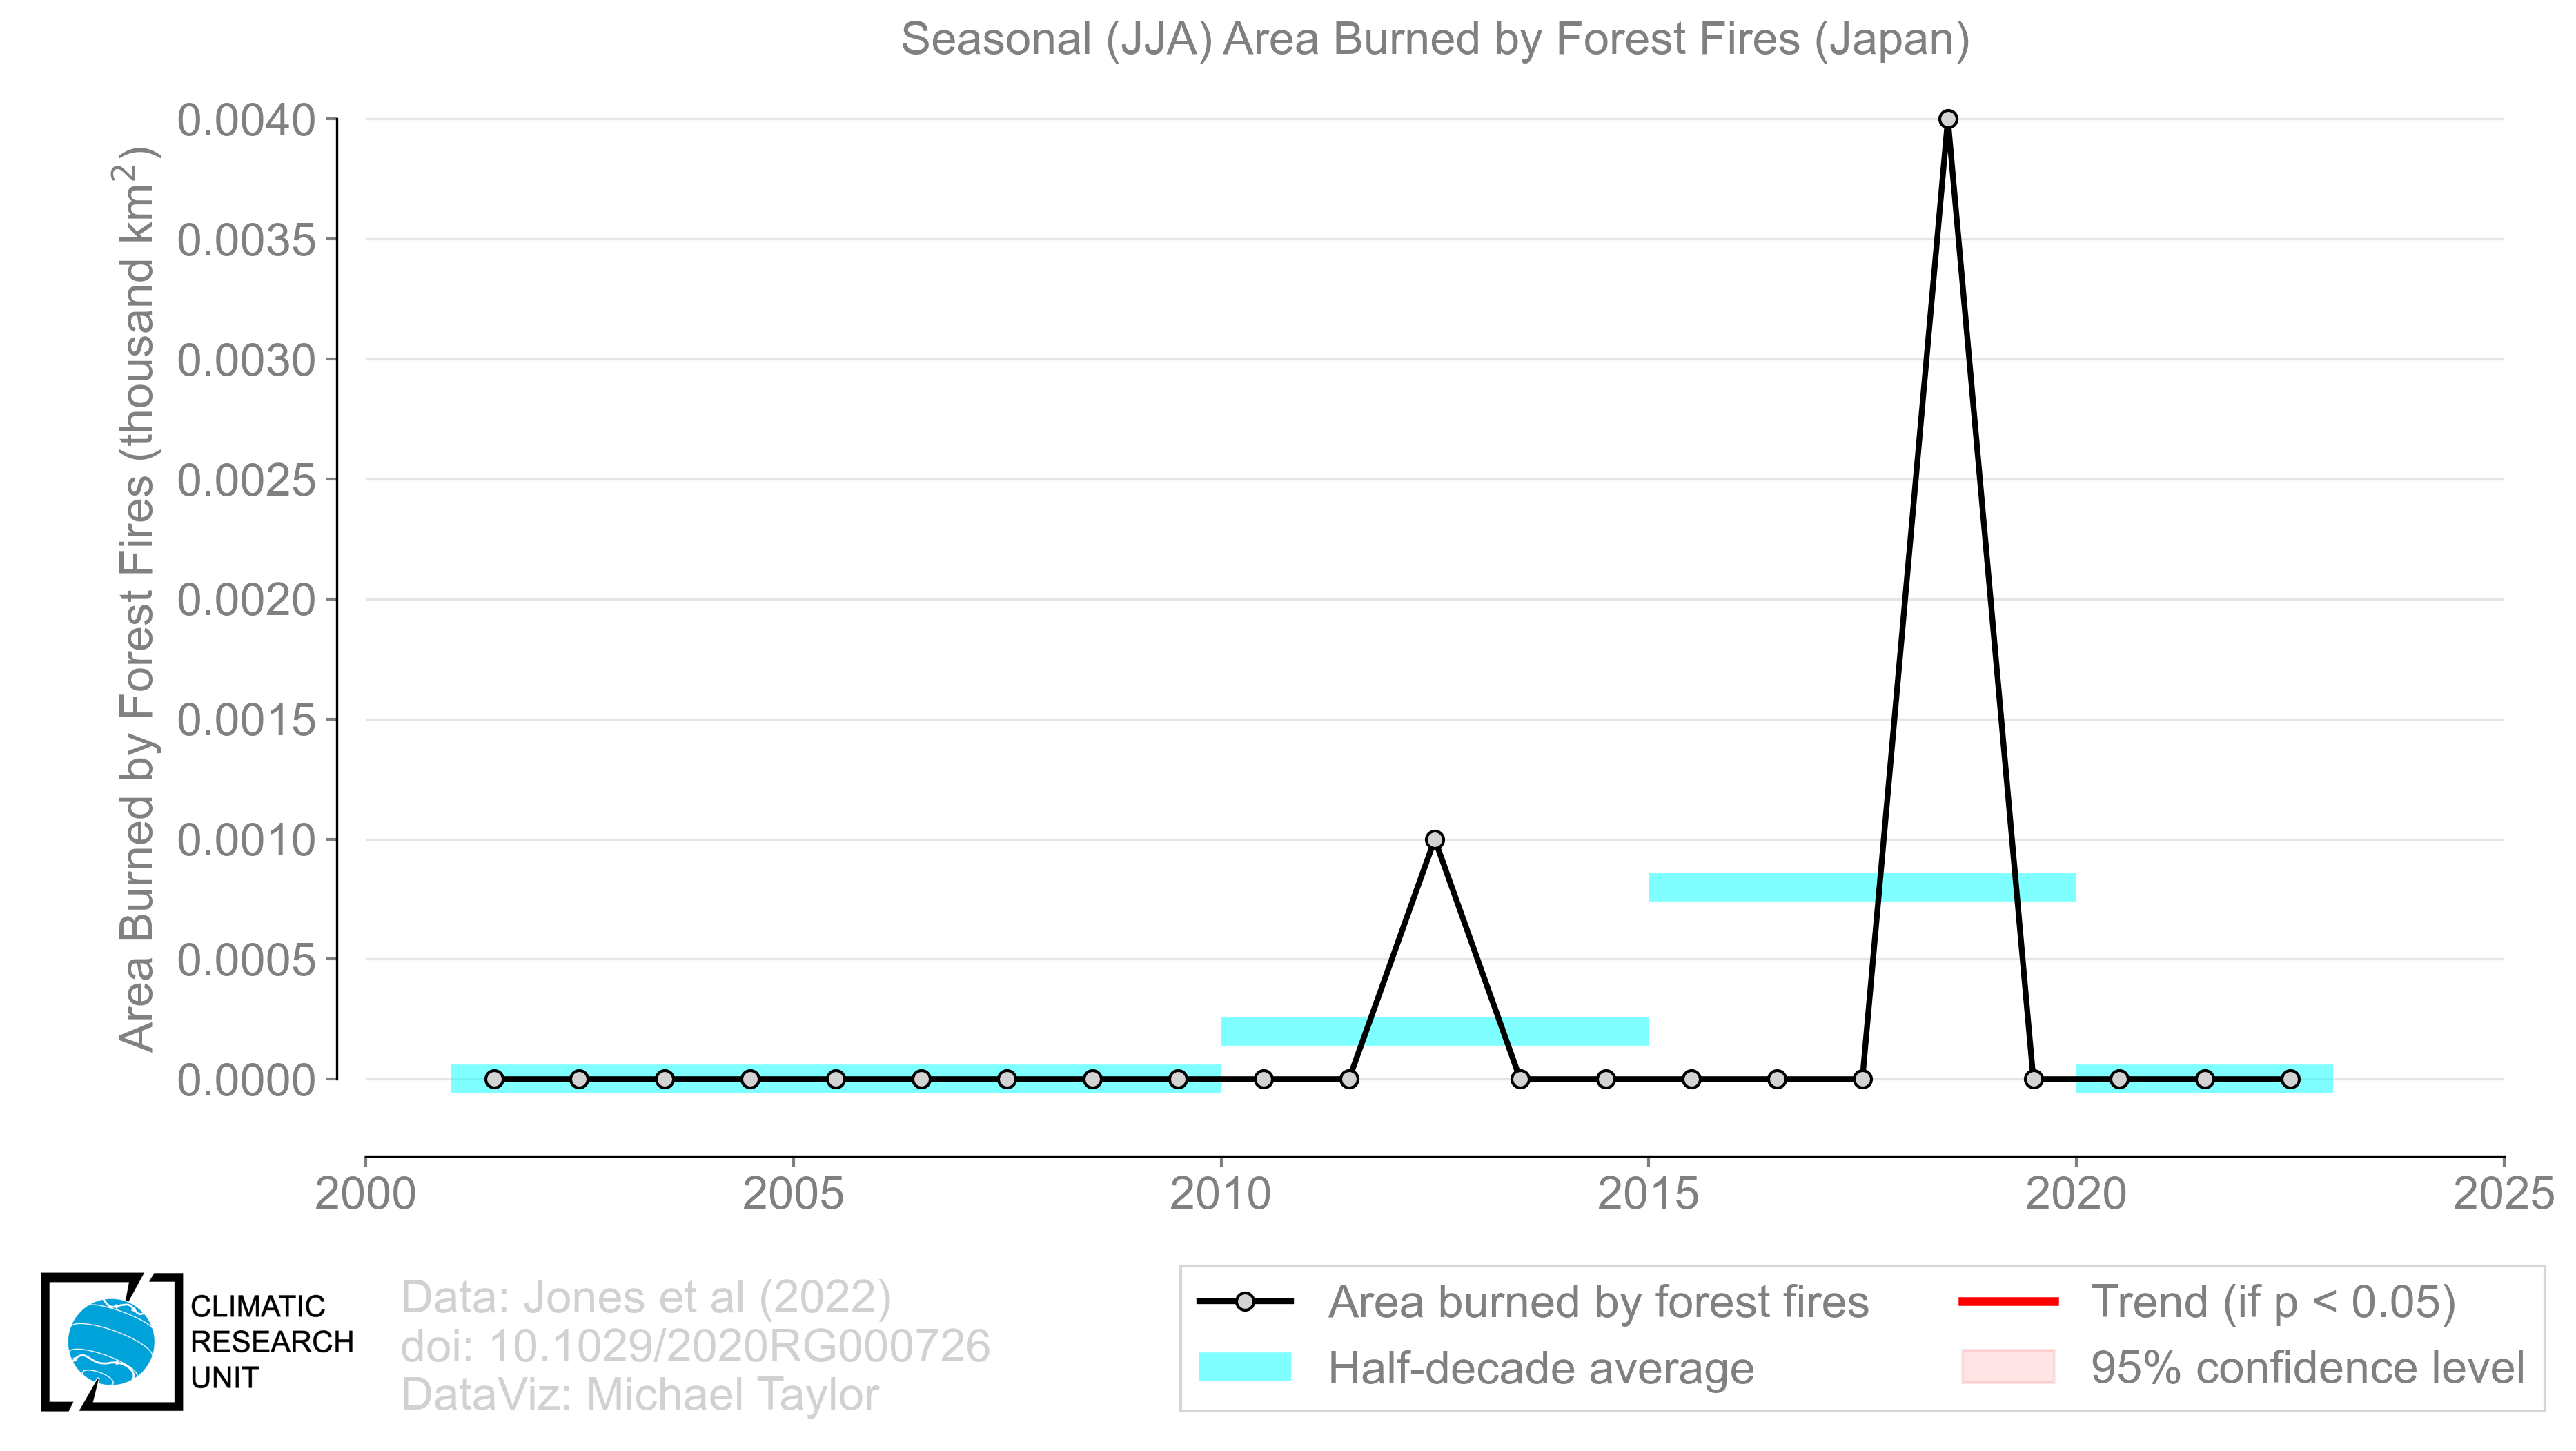 Seasonal (JJA) Area Burned by Forest Fires (Japan)
Area Burned by Forest Fires (thousand km²)
0.0040
0.0035
0.0030
0.0025
0.0020
0.0015
0.0010
0.0005
0.0000
2000 2005 2010 2015 2020 2025
CLIMATIC
RESEARCH
UNIT
Data: Jones et al (2022)
doi: 10.1029/2020RG000726
DataViz: Michael Taylor
Area burned by forest fires
Half-decade average
Trend (if p < 0.05)
95% confidence level